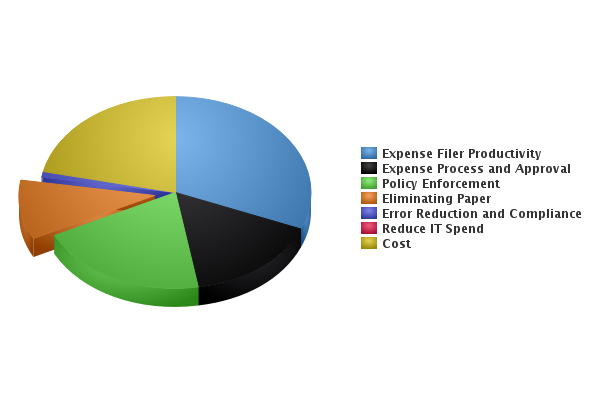 Expense Filer Productivity
Expense Process and Approval
Policy Enforcement
Eliminating Paper
Error Reduction and Compliance
Reduce IT Spend
Cost